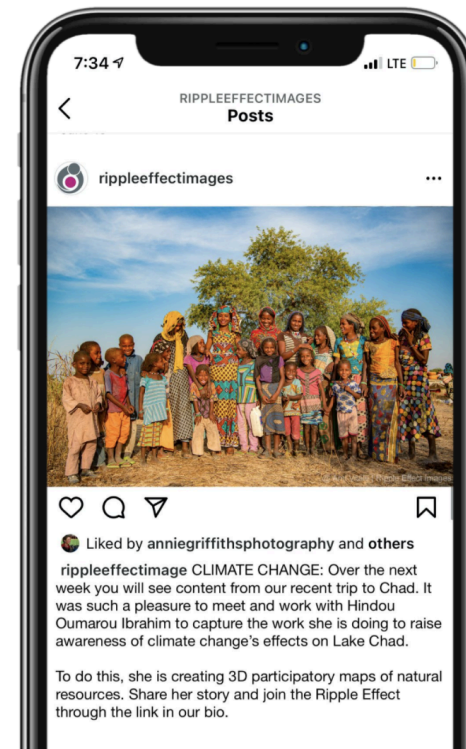 7:34
LTE
RIPPLEEFFECTIMAGES
Posts
rippleeffectimages
Ripple Effect Images
Liked by anniegriffithsphotography and others
rippleeffectimage CLIMATE CHANGE: Over the next
week you will see content from our recent trip to Chad. It
was such a pleasure to meet and work with Hindou
Oumarou Ibrahim to capture the work she is doing to raise
awareness of climate change’s effects on Lake Chad.
To do this, she is creating 3D participatory maps of natural
resources. Share her story and join the Ripple Effect
through the link in our bio.